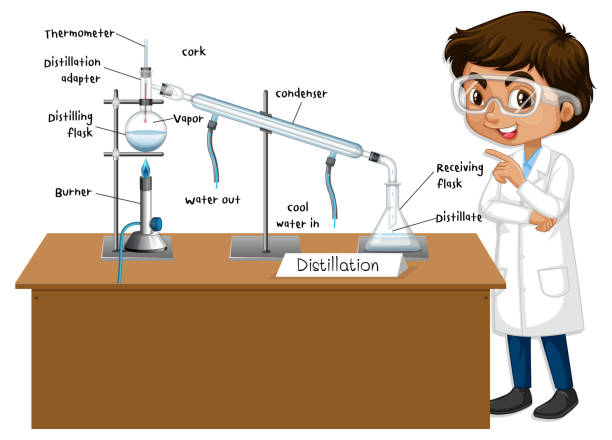 Thermometer
cork
Distillation
adapter
condenser
Distilling
flask
Vapor
Receiving
flask
Burner
water out
cool
water in
Distillate
Distillation